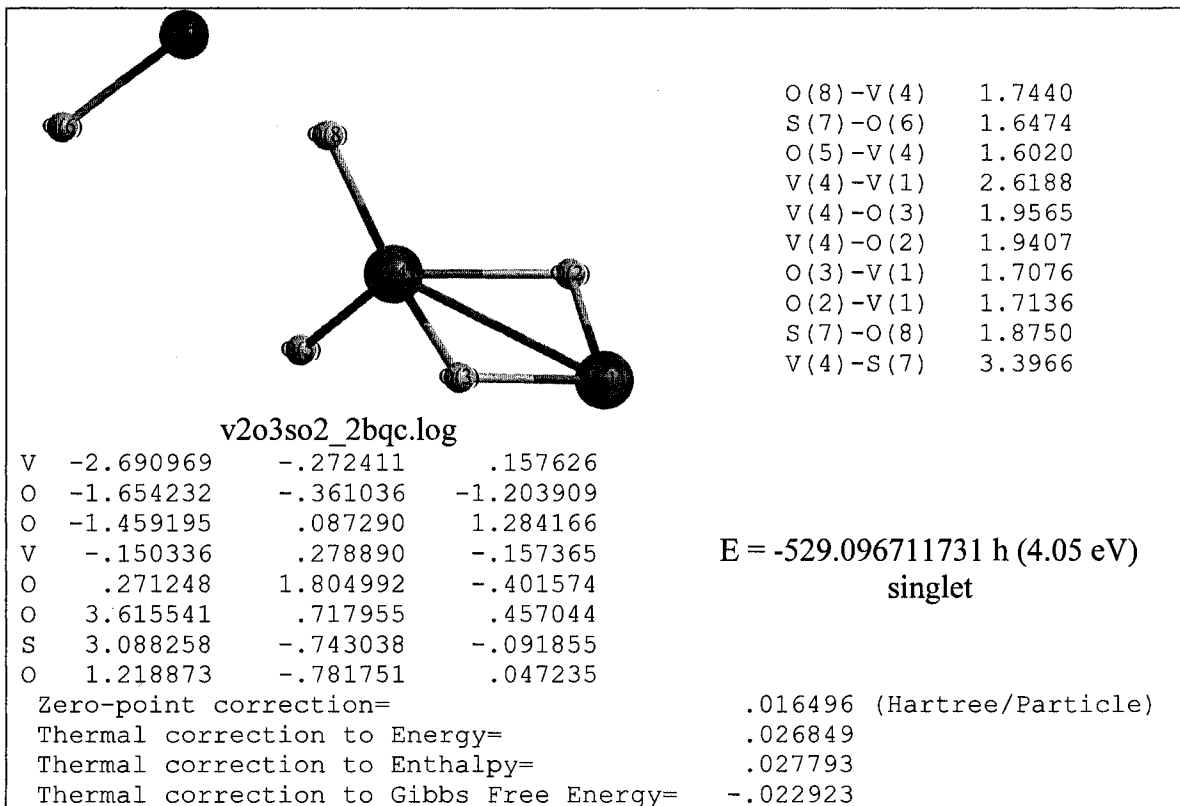 O(8)-V(4) 1.7440
S(7)-O(6) 1.6474
O(5)-V(4) 1.6020
V(4)-V(1) 2.6188
V(4)-O(3) 1.9565
V(4)-O(2) 1.9407
O(3)-V(1) 1.7076
O(2)-V(1) 1.7136
S(7)-O(8) 1.8750
V(4)-S(7) 3.3966
v2o3so2_2bqc.log
V -2.690969 -.272411 .157626
O -1.654232 -.361036 -1.203909
O -1.459195 .087290 1.284166
V -.150336 .278890 -.157365
O .271248 1.804992 -.401574
O 3.615541 .717955 .457044
S 3.088258 -.743038 -.091855
O 1.218873 -.781751 .047235
E = -529.096711731 h (4.05 eV)
singlet
Zero-point correction= .016496 (Hartree/Particle)
Thermal correction to Energy= .026849
Thermal correction to Enthalpy= .027793
Thermal correction to Gibbs Free Energy= -.022923